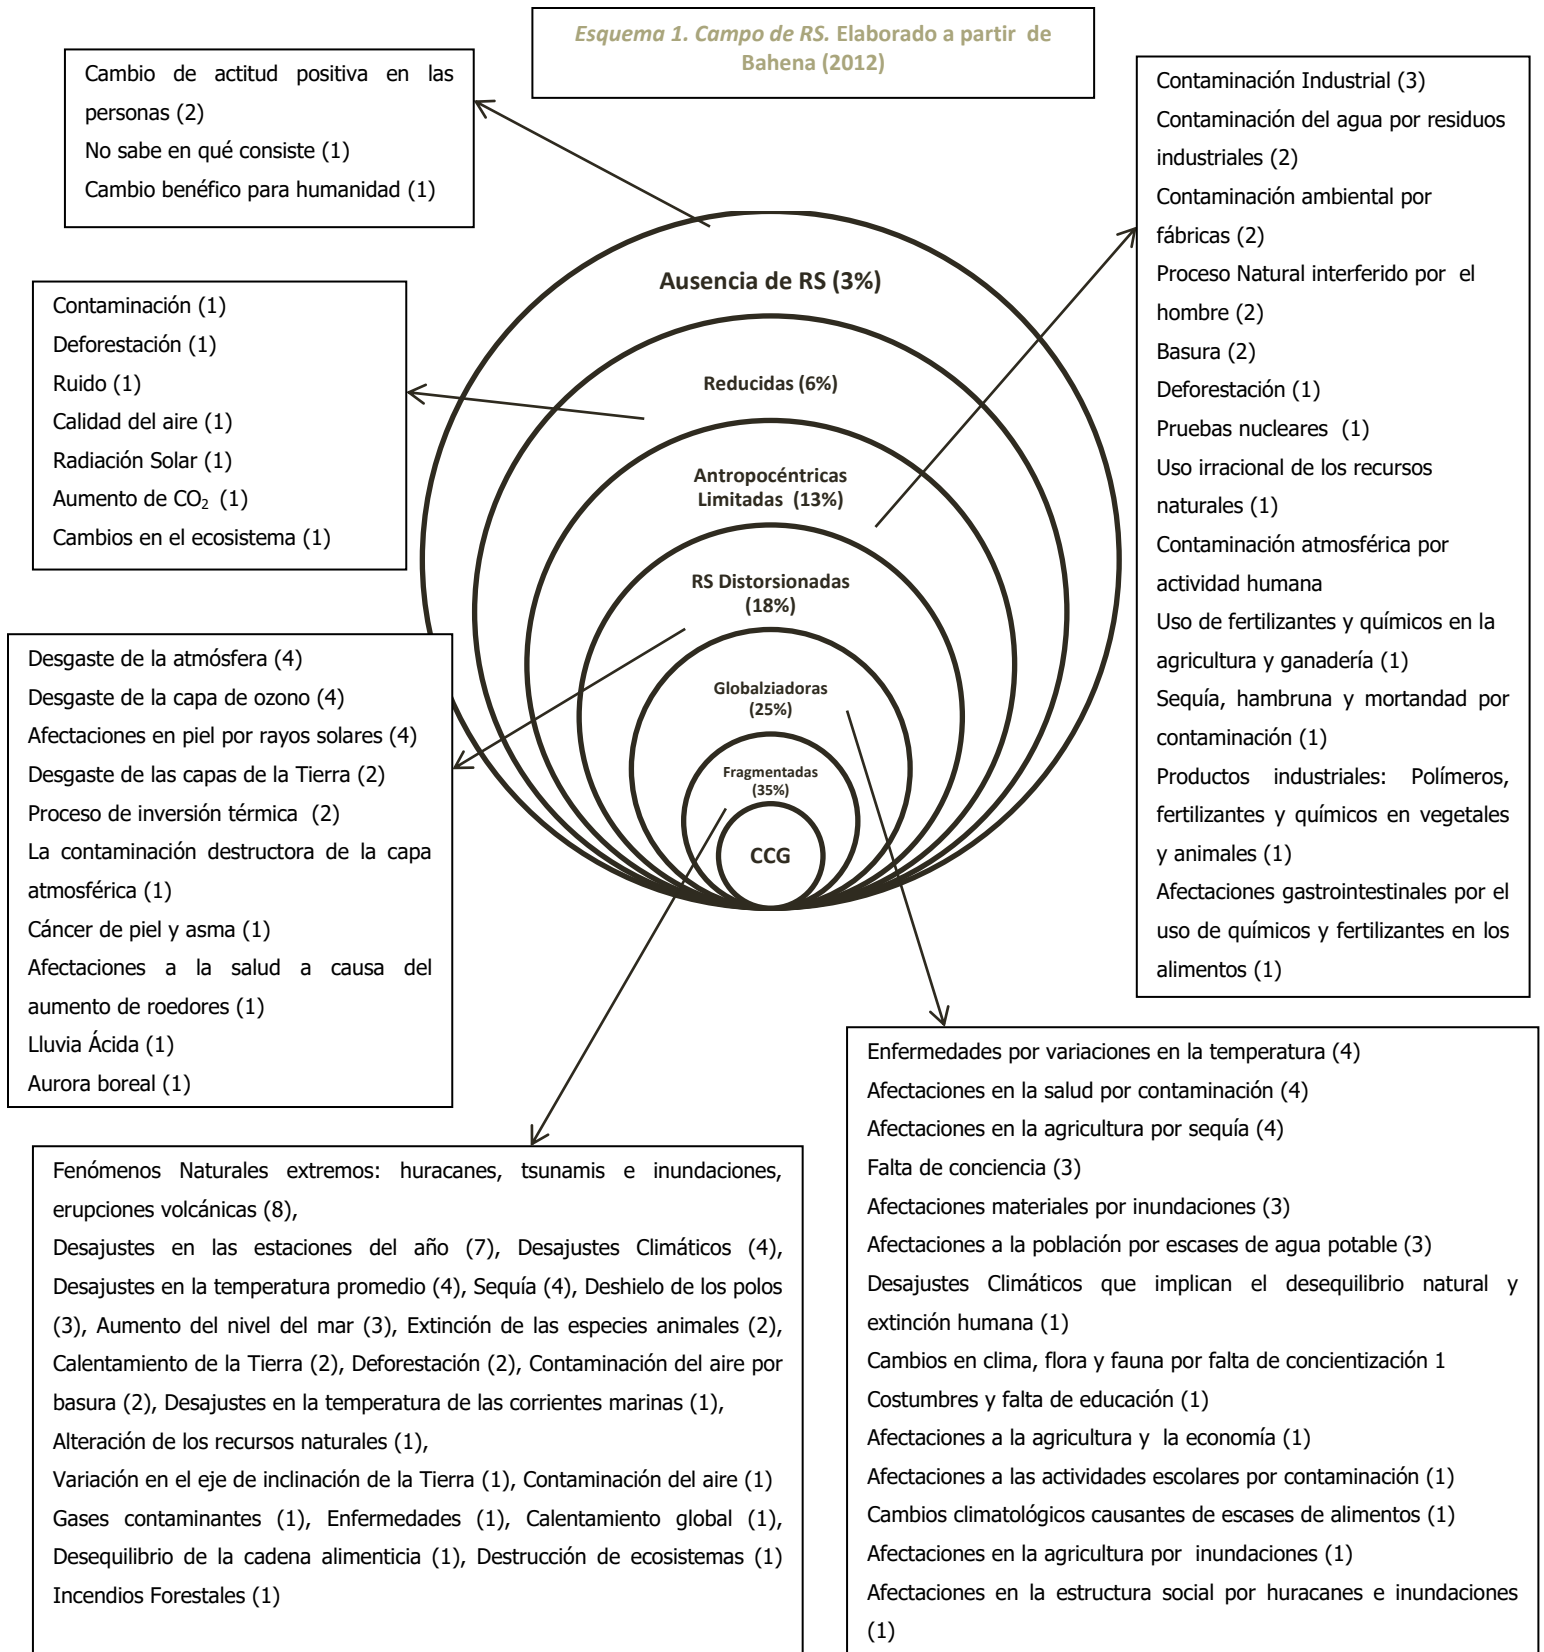 Esquema 1. Campo de RS. Elaborado a partir de
Bahena (2012)
Cambio de actitud positiva en las
personas (2)
No sabe en qué consiste (1)
Cambio benéfico para humanidad (1)
Contaminación (1)
Deforestación (1)
Ruido (1)
Calidad del aire (1)
Radiación Solar (1)
Aumento de CO₂ (1)
Cambios en el ecosistema (1)
Desgaste de la atmósfera (4)
Desgaste de la capa de ozono (4)
Afectaciones en piel por rayos solares (4)
Desgaste de las capas de la Tierra (2)
Proceso de inversión térmica (2)
La contaminación destructora de la capa
atmosférica (1)
Cáncer de piel y asma (1)
Afectaciones a la salud a causa del
aumento de roedores (1)
Lluvia Ácida (1)
Aurora boreal (1)
Ausencia de RS (3%)
Reducidas (6%)
Antropocéntricas
Limitadas (13%)
RS Distorsionadas
(18%)
Globalziadoras
(25%)
Fragmentadas
(35%)
CCG
Contaminación Industrial (3)
Contaminación del agua por residuos
industriales (2)
Contaminación ambiental por
fábricas (2)
Proceso Natural interferido por el
hombre (2)
Basura (2)
Deforestación (1)
Pruebas nucleares (1)
Uso irracional de los recursos
naturales (1)
Contaminación atmosférica por
actividad humana
Uso de fertilizantes y químicos en la
agricultura y ganadería (1)
Sequía, hambruna y mortandad por
contaminación (1)
Productos industriales: Polímeros,
fertilizantes y químicos en vegetales
y animales (1)
Afectaciones gastrointestinales por el
uso de químicos y fertilizantes en los
alimentos (1)
Fenómenos Naturales extremos: huracanes, tsunamis e inundaciones,
erupciones volcánicas (8),
Desajustes en las estaciones del año (7), Desajustes Climáticos (4),
Desajustes en la temperatura promedio (4), Sequía (4), Deshielo de los polos
(3), Aumento del nivel del mar (3), Extinción de las especies animales (2),
Calentamiento de la Tierra (2), Deforestación (2), Contaminación del aire por
basura (2), Desajustes en la temperatura de las corrientes marinas (1),
Alteración de los recursos naturales (1),
Variación en el eje de inclinación de la Tierra (1), Contaminación del aire (1)
Gases contaminantes (1), Enfermedades (1), Calentamiento global (1),
Desequilibrio de la cadena alimenticia (1), Destrucción de ecosistemas (1)
Incendios Forestales (1)
Enfermedades por variaciones en la temperatura (4)
Afectaciones en la salud por contaminación (4)
Afectaciones en la agricultura por sequía (4)
Falta de conciencia (3)
Afectaciones materiales por inundaciones (3)
Afectaciones a la población por escases de agua potable (3)
Desajustes Climáticos que implican el desequilibrio natural y
extinción humana (1)
Cambios en clima, flora y fauna por falta de concientización 1
Costumbres y falta de educación (1)
Afectaciones a la agricultura y la economía (1)
Afectaciones a las actividades escolares por contaminación (1)
Cambios climatológicos causantes de escases de alimentos (1)
Afectaciones en la agricultura por inundaciones (1)
Afectaciones en la estructura social por huracanes e inundaciones
(1)